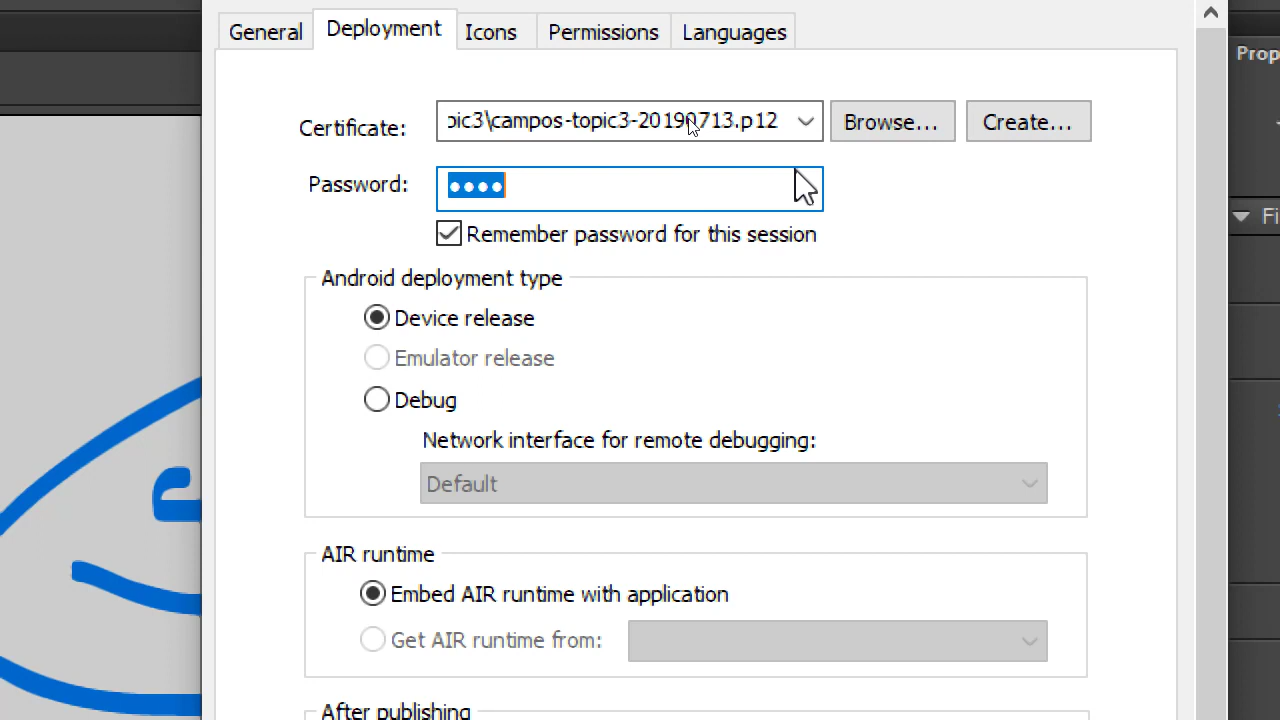 General Deployment Icons Permissions Languages
Prop
Certificate: pic3\campos-topic3-20190713.p12 Browse... Create...
Password: ●●●●
Remember password for this session
Fi
Android deployment type
Device release
Emulator release
Debug
Network interface for remote debugging:
Default
AIR runtime
Embed AIR runtime with application
Get AIR runtime from:
After publishing